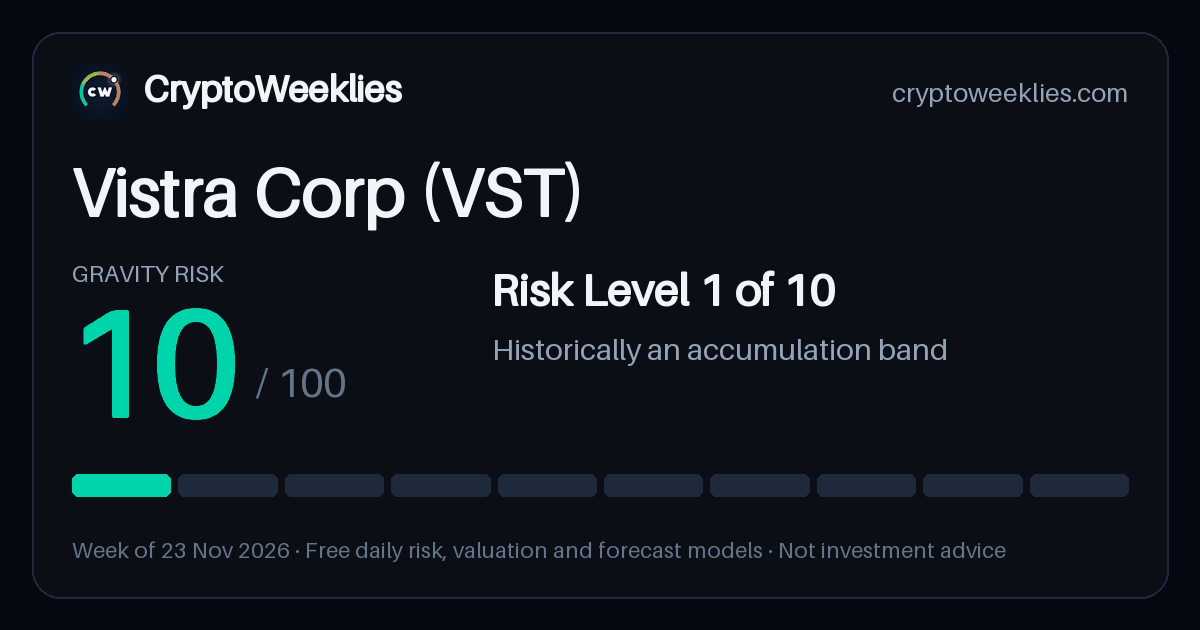 CW CryptoWeeklies
cryptoweeklies.com
Vistra Corp (VST)
GRAVITY RISK
10 / 100
Risk Level 1 of 10
Historically an accumulation band
Week of 23 Nov 2026 · Free daily risk, valuation and forecast models · Not investment advice